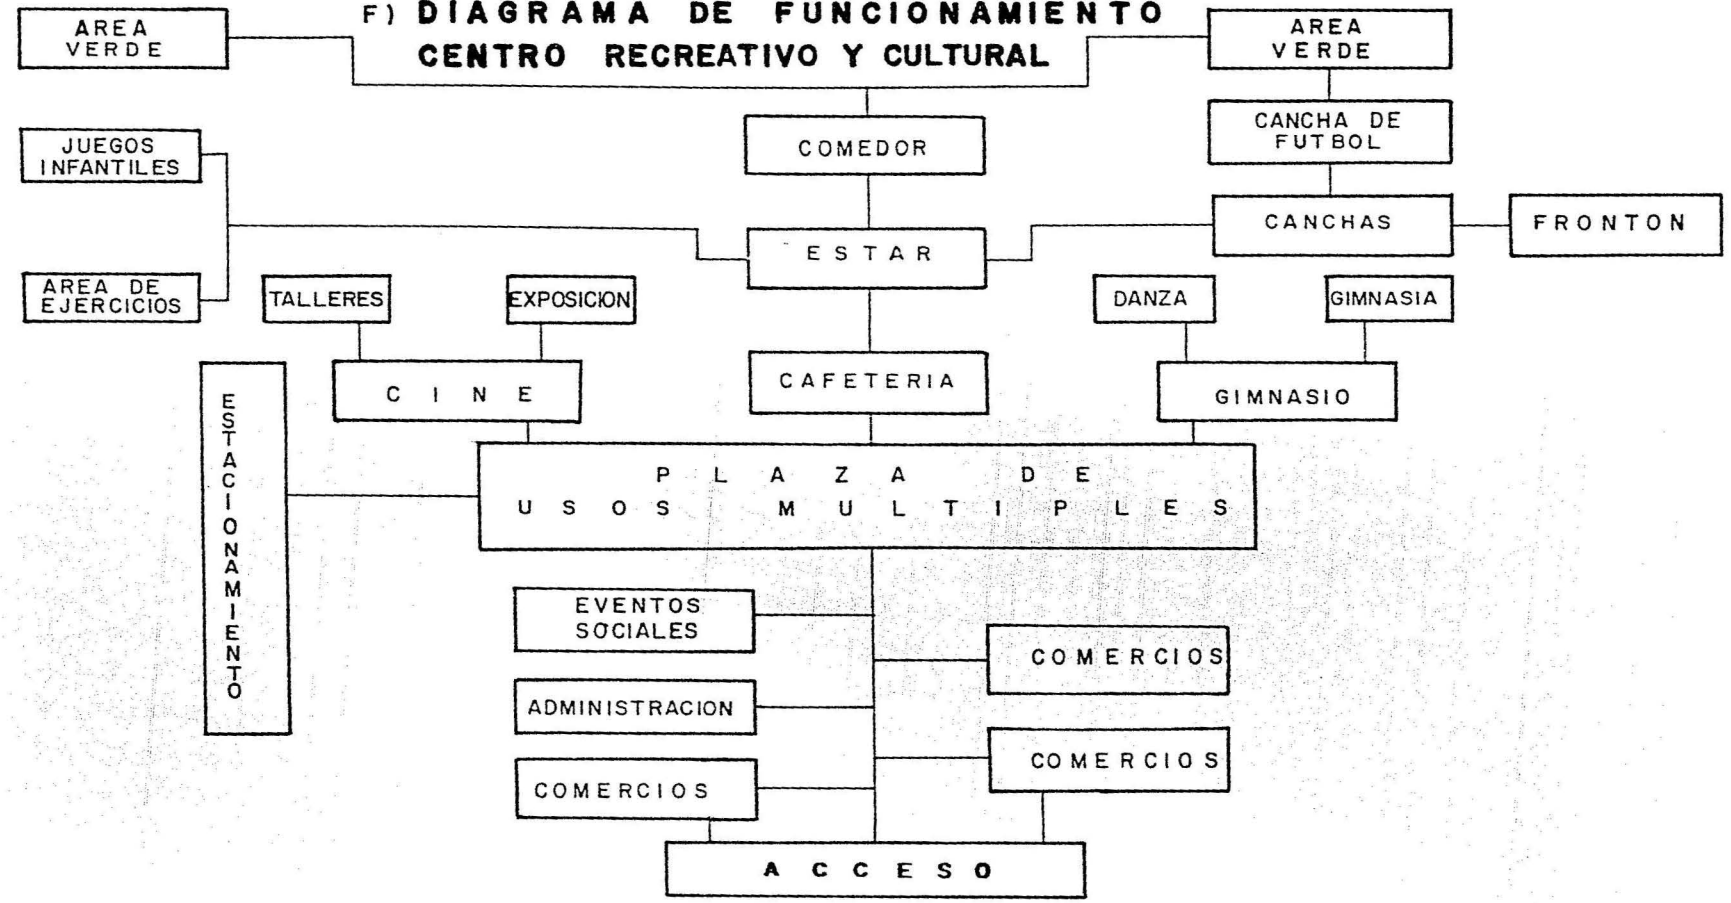 F) DIAGRAMA DE FUNCIONAMIENTO
CENTRO RECREATIVO Y CULTURAL
AREA
VERDE
AREA
VERDE
COMEDOR
CANCHA DE
FUTBOL
JUEGOS
INFANTILES
CANCHAS
FRONTON
ESTAR
AREA DE
EJERCICIOS
TALLERES
EXPOSICION
DANZA
GIMNASIA
CINE
CAFETERIA
GIMNASIO
ESTACIONAMIENTO
PLAZA DE
USOS MULTIPLES
EVENTOS
SOCIALES
COMERCIOS
ADMINISTRACION
COMERCIOS
COMERCIOS
ACCESO